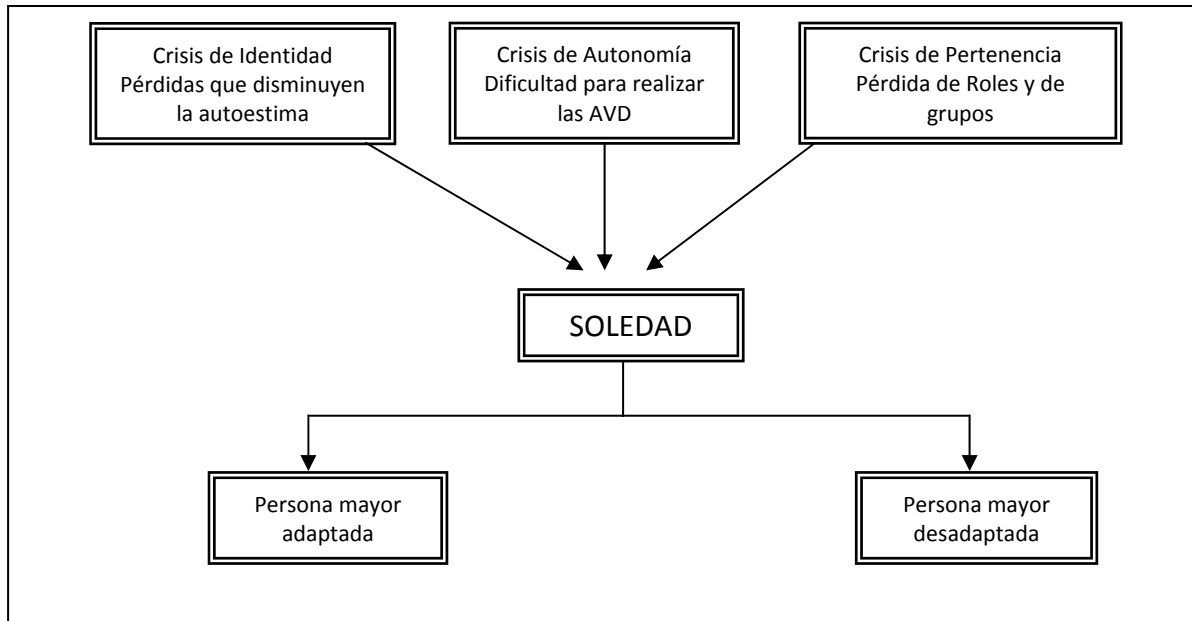 Crisis de Identidad
Pérdidas que disminuyen
la autoestima
Crisis de Autonomía
Dificultad para realizar
las AVD
Crisis de Pertenencia
Pérdida de Roles y de
grupos
SOLEDAD
Persona mayor
adaptada
Persona mayor
desadaptada